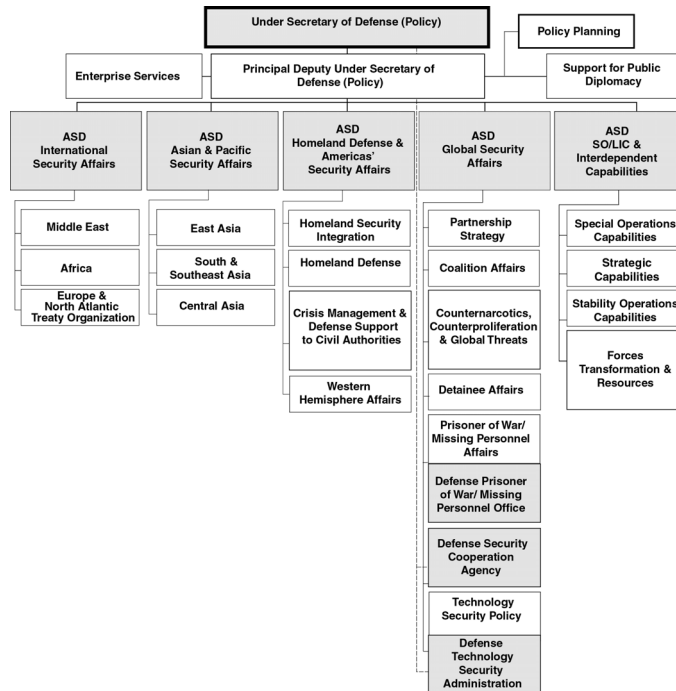 Under Secretary of Defense (Policy)
Policy Planning
Enterprise Services
Principal Deputy Under Secretary of
Defense (Policy)
Support for Public
Diplomacy
ASD
International
Security Affairs
ASD
Asian & Pacific
Security Affairs
ASD
Homeland Defense &
Americas'
Security Affairs
ASD
Global Security
Affairs
ASD
SO/LIC &
Interdependent
Capabilities
Middle East
Africa
Europe &
North Atlantic
Treaty Organization
East Asia
South &
Southeast Asia
Central Asia
Homeland Security
Integration
Homeland Defense
Crisis Management &
Defense Support
to Civil Authorities
Western
Hemisphere Affairs
Partnership
Strategy
Coalition Affairs
Counternarcotics,
Counterproliferation
& Global Threats
Detainee Affairs
Prisoner of War/
Missing Personnel
Affairs
Defense Prisoner
of War/ Missing
Personnel Office
Defense Security
Cooperation
Agency
Technology
Security Policy
Defense
Technology
Security
Administration
Special Operations
Capabilities
Strategic
Capabilities
Stability Operations
Capabilities
Forces
Transformation &
Resources